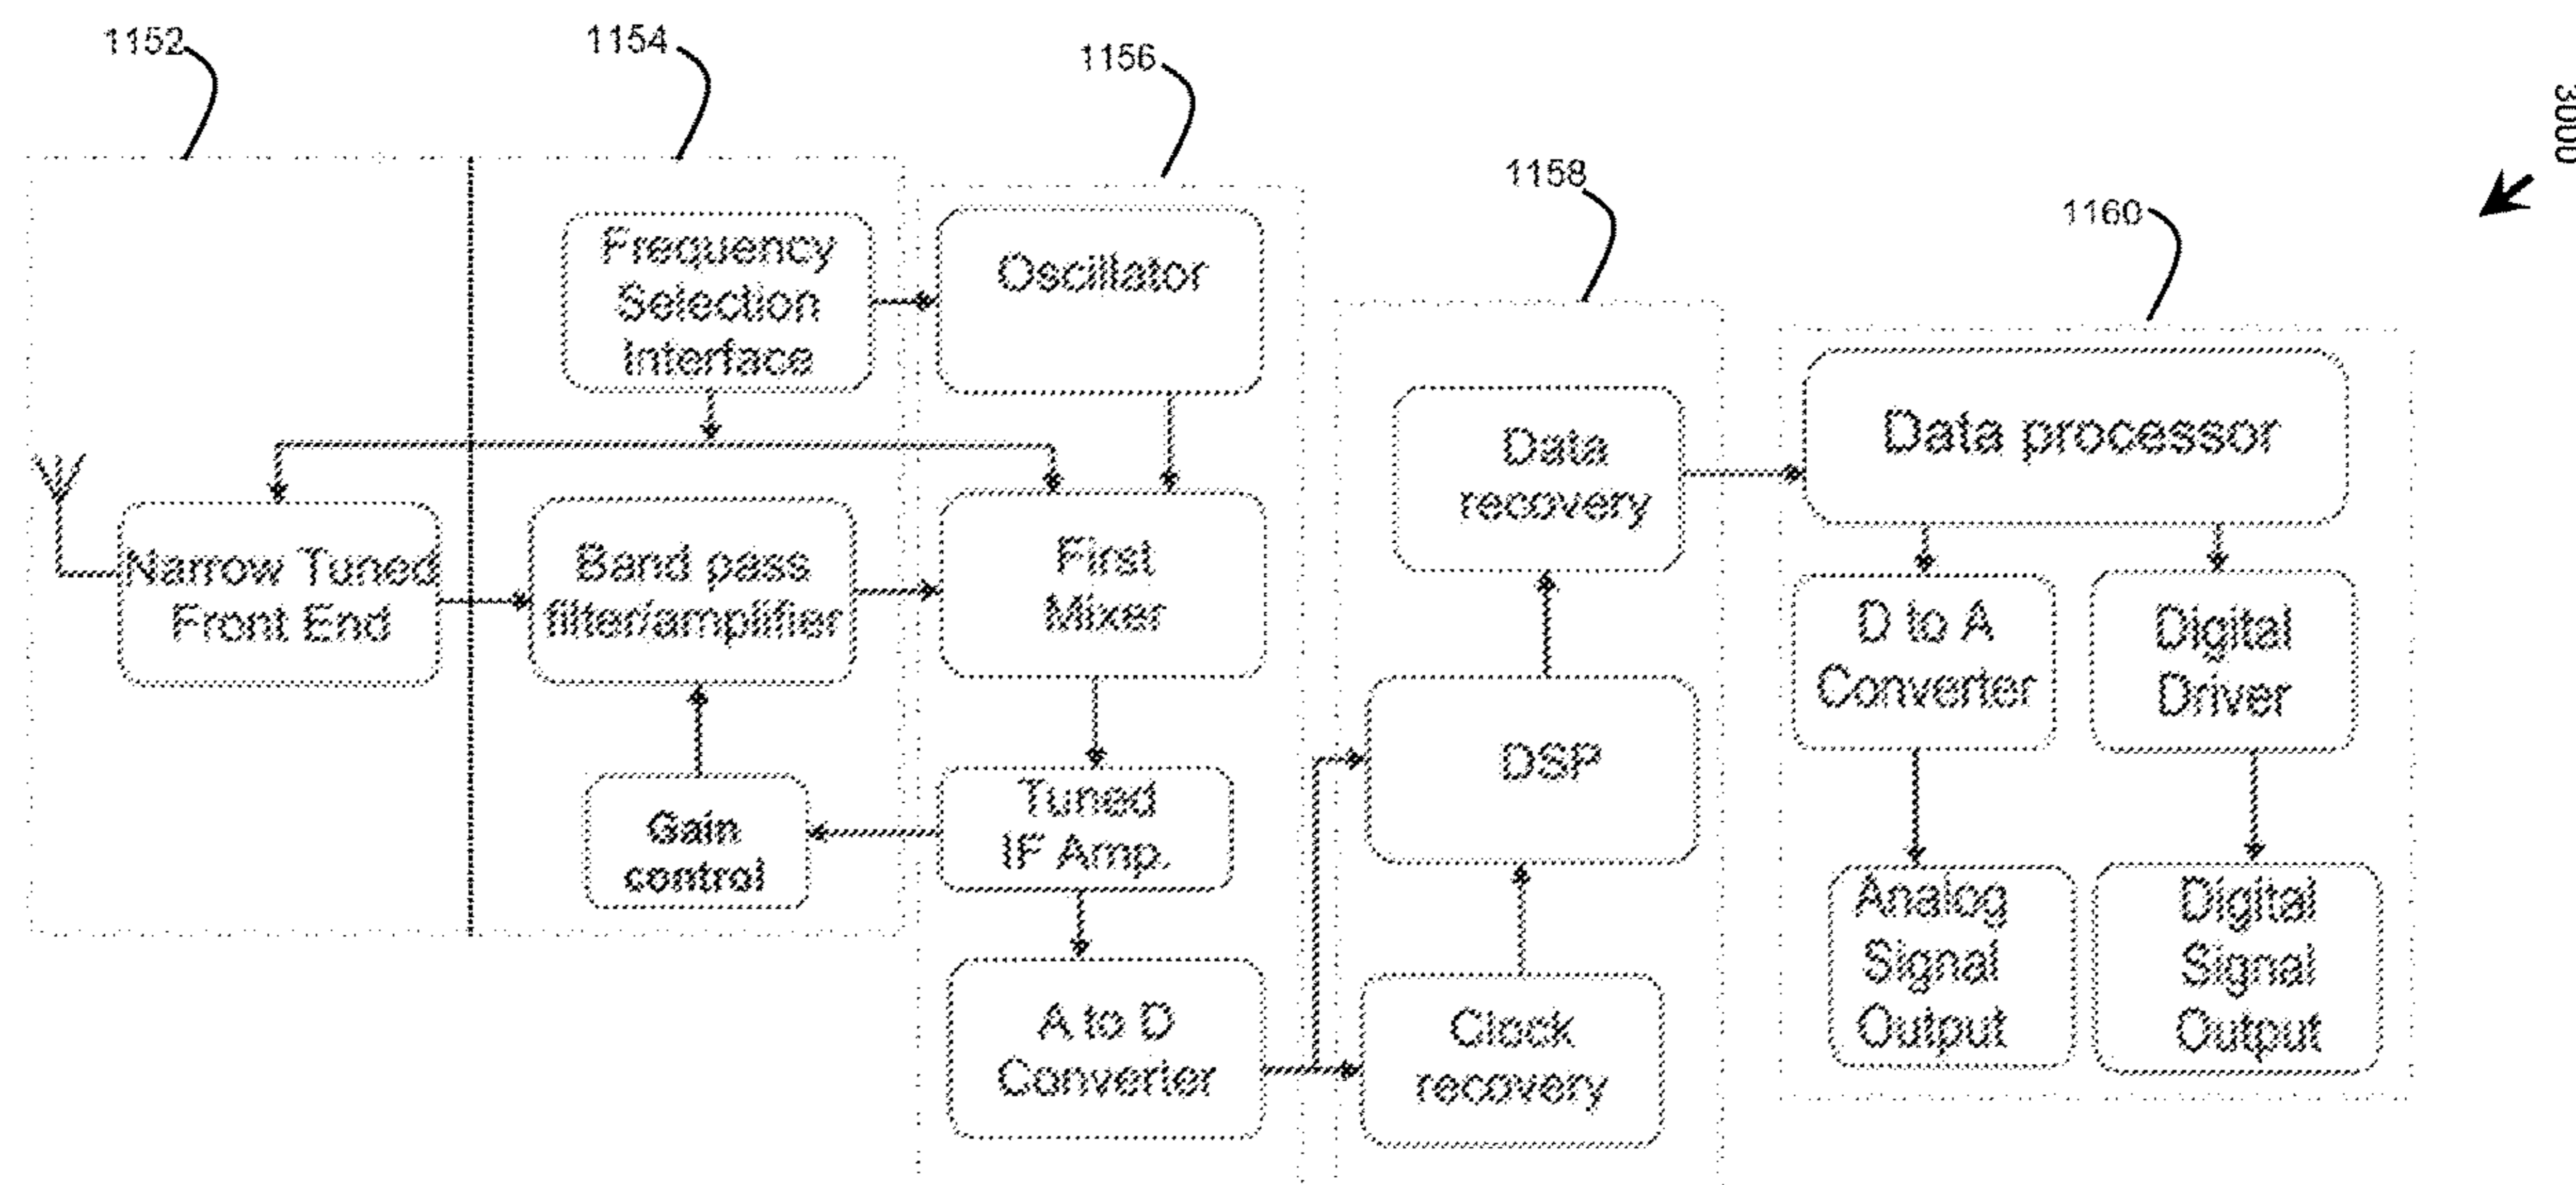 1152
1154
1156
3000
1158
1160
Frequency
Selection
Interface
Oscillator
Data
recovery
Data processor
Narrow Tuned
Front End
Band pass
filter/amplifier
First
Mixer
D to A
Converter
Digital
Driver
Gain
control
Tuned
IF Amp.
DSP
A to D
Converter
Clock
recovery
Analog
Signal
Output
Digital
Signal
Output